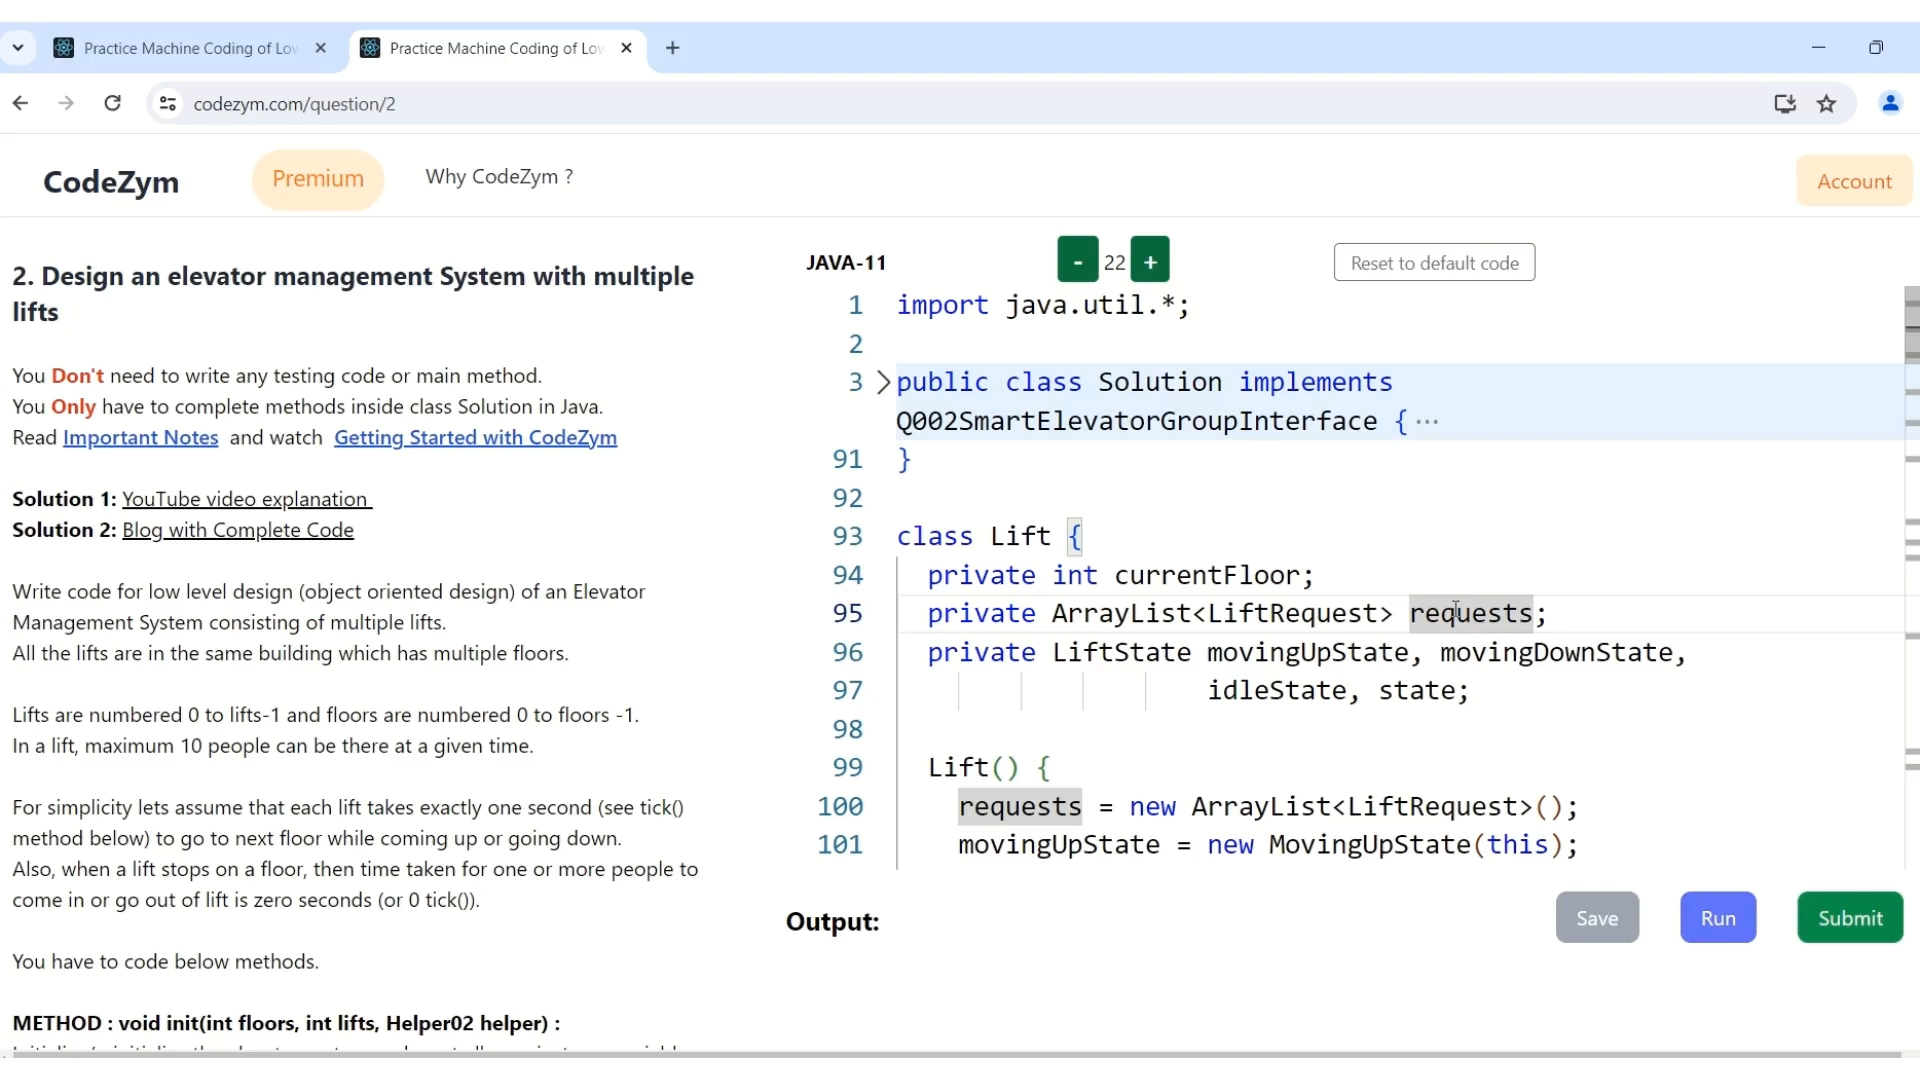 Practice Machine Coding of Lov
Practice Machine Coding of Lov
codezym.com/question/2
CodeZym
Premium
Why CodeZym ?
Account
2. Design an elevator management System with multiple
lifts
You Don't need to write any testing code or main method.
You Only have to complete methods inside class Solution in Java.
Read Important Notes and watch Getting Started with CodeZym
Solution 1: YouTube video explanation
Solution 2: Blog with Complete Code
Write code for low level design (object oriented design) of an Elevator
Management System consisting of multiple lifts.
All the lifts are in the same building which has multiple floors.
Lifts are numbered 0 to lifts-1 and floors are numbered 0 to floors -1.
In a lift, maximum 10 people can be there at a given time.
For simplicity lets assume that each lift takes exactly one second (see tick()
method below) to go to next floor while coming up or going down.
Also, when a lift stops on a floor, then time taken for one or more people to
come in or go out of lift is zero seconds (or 0 tick()).
You have to code below methods.
METHOD : void init(int floors, int lifts, Helper02 helper) :
JAVA-11
- 22 +
Reset to default code
1 import java.util.*;
2
3 public class Solution implements
Q002SmartElevatorGroupInterface { ...
91 }
92
93 class Lift {
94 private int currentFloor;
95 private ArrayList<LiftRequest> requests;
96 private LiftState movingUpState, movingDownState,
97 idleState, state;
98
99 Lift() {
100 requests = new ArrayList<LiftRequest>();
101 movingUpState = new MovingUpState(this);
Output:
Save
Run
Submit